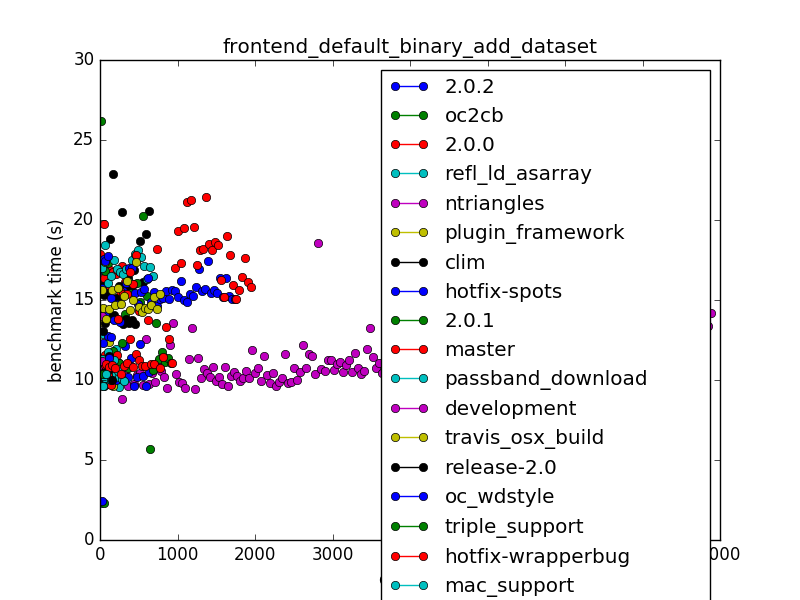 frontend_default_binary_add_dataset
benchmark time (s)
30
25
20
15
10
5
0
0
1000
2000
3000
000
2.0.2
oc2cb
2.0.0
refl_ld_asarray
ntriangles
plugin_framework
clim
hotfix-spots
2.0.1
master
passband_download
development
travis_osx_build
release-2.0
oc_wdstyle
triple_support
hotfix-wrapperbug
mac_support